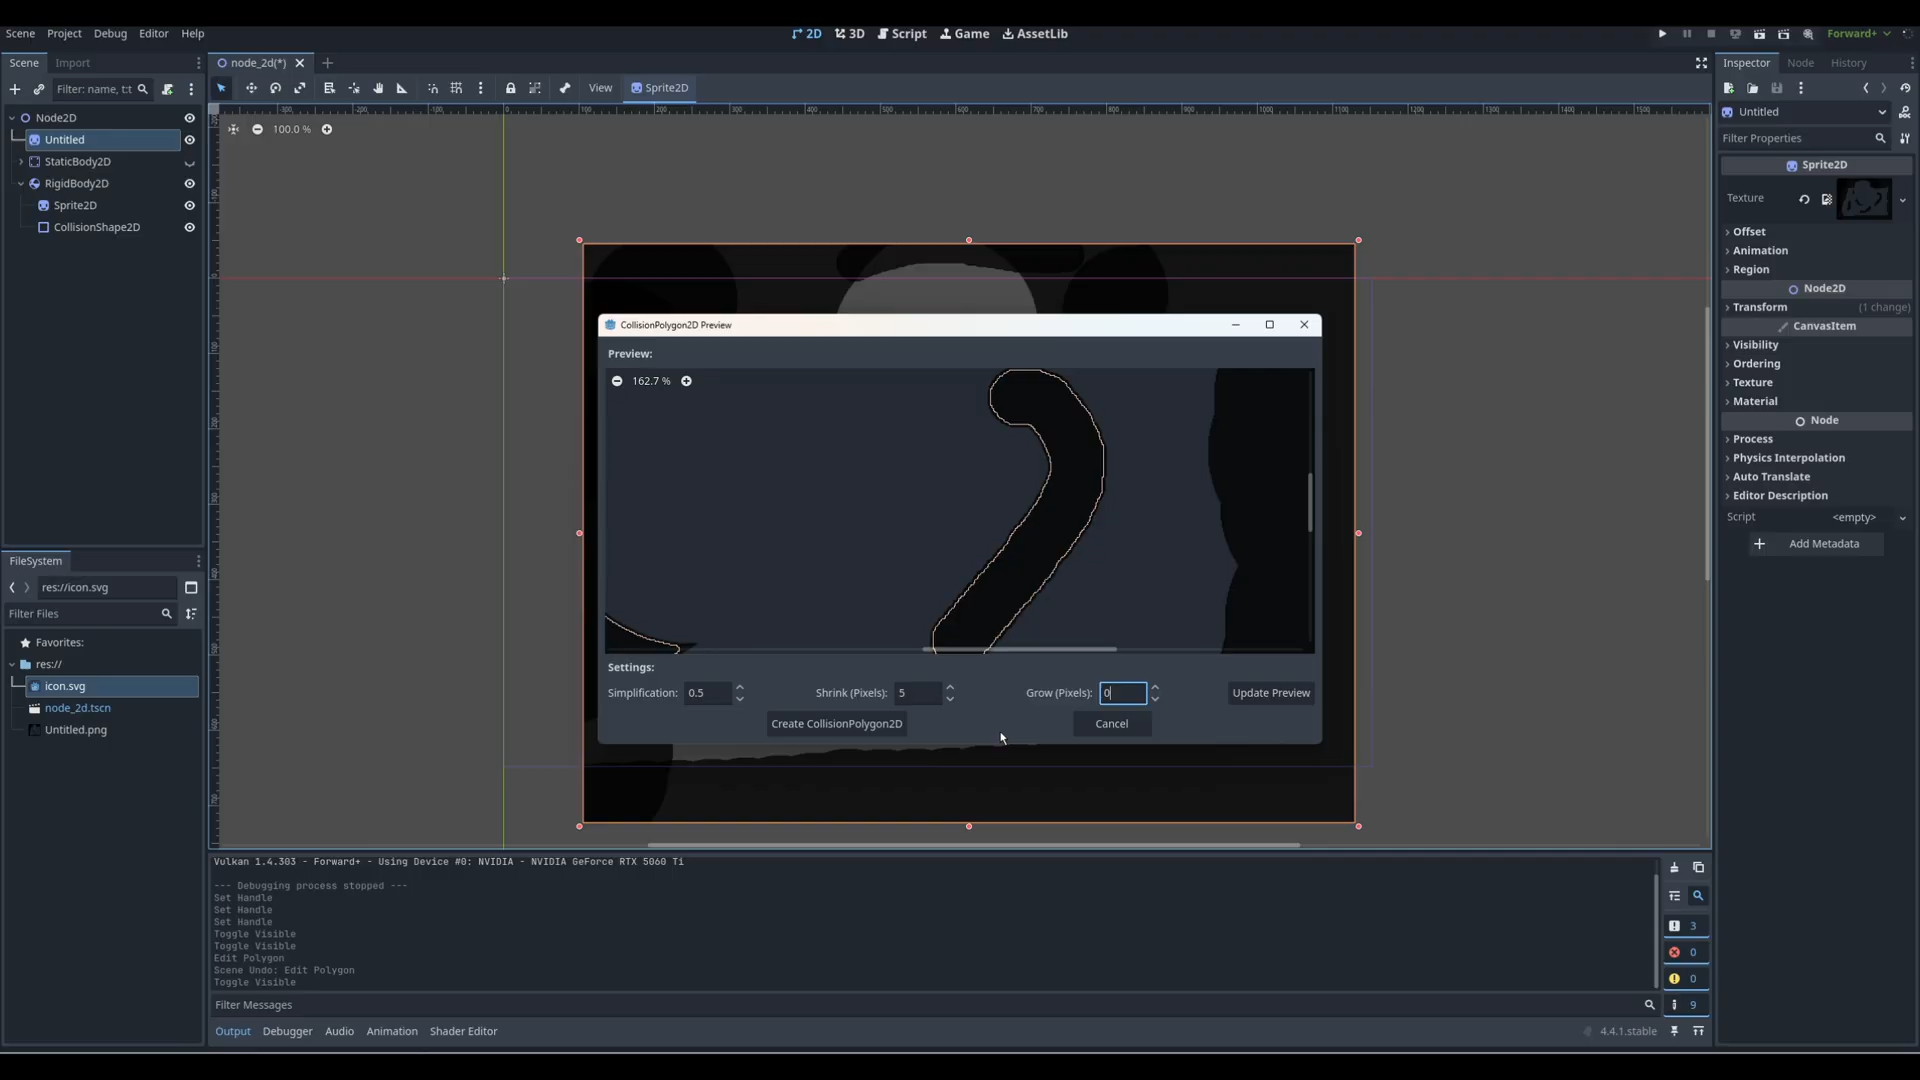 Scene Project Debug Editor Help
2D 3D Script Game AssetLib
Forward+
Scene Import
node_2d(*)
Inspector Node History
Filter: name, t:t
View Sprite2D
Node2D
Untitled
StaticBody2D
RigidBody2D
Sprite2D
CollisionShape2D
100.0 %
Untitled
Filter Properties
Sprite2D
Texture
Offset
Animation
Region
Node2D
Transform (1 change)
CanvasItem
Visibility
Ordering
Texture
Material
Node
Process
Physics Interpolation
Auto Translate
Editor Description
Script <empty>
Add Metadata
CollisionPolygon2D Preview
Preview:
162.7 %
Settings:
Simplification: 0.5 Shrink (Pixels): 5 Grow (Pixels): 0 Update Preview
Create CollisionPolygon2D Cancel
FileSystem
res://icon.svg
Filter Files
Favorites:
res://
icon.svg
node_2d.tscn
Untitled.png
Vulkan 1.4.303 - Forward+ - Using Device #0: NVIDIA - NVIDIA GeForce RTX 5060 Ti
--- Debugging process stopped ---
Set Handle
Set Handle
Set Handle
Toggle Visible
Toggle Visible
Edit Polygon
Scene Undo: Edit Polygon
Toggle Visible
3
0
0
9
Filter Messages
Output Debugger Audio Animation Shader Editor
4.4.1.stable